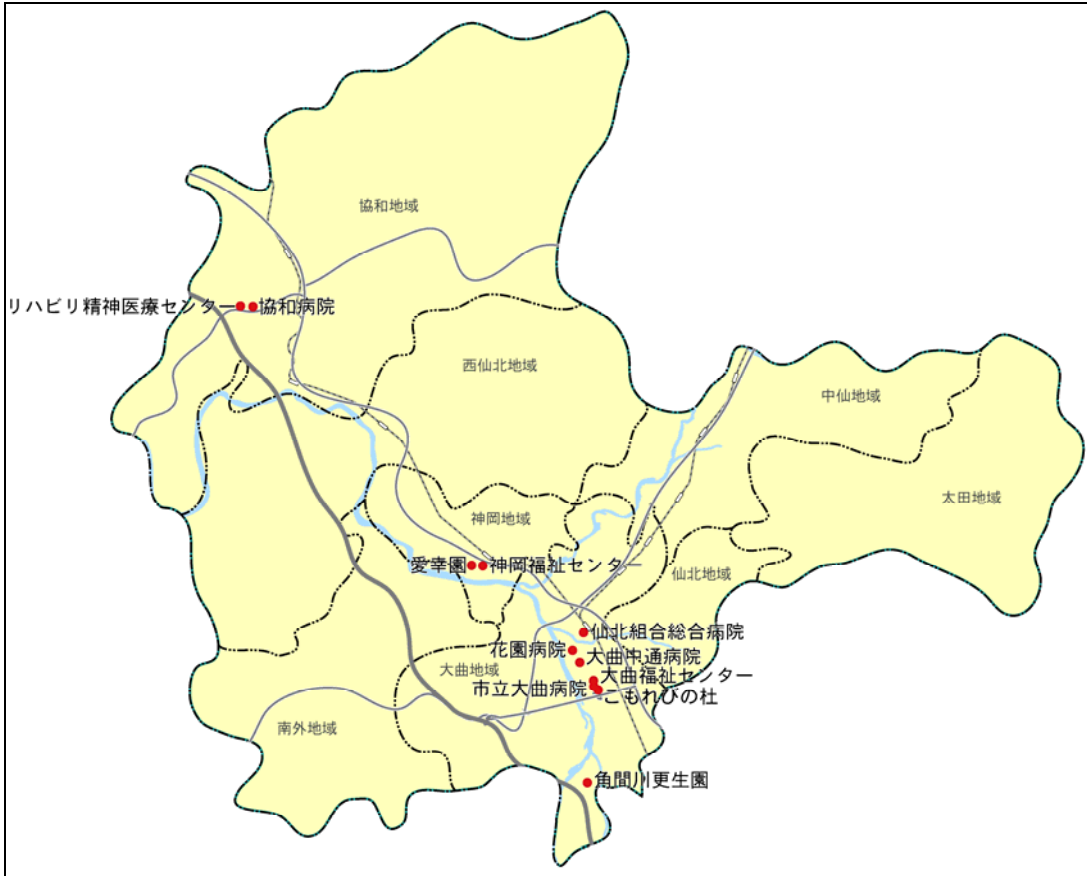 協和地域
リハビリ精神医療センター
協和病院
西仙北地域
中仙地域
太田地域
神岡地域
愛幸園
神岡福祉センター
仙北地域
仙北組合総合病院
花園病院
大曲中通病院
大曲地域
大曲福祉センター
市立大曲病院
こもれびの杜
南外地域
角間川更生園